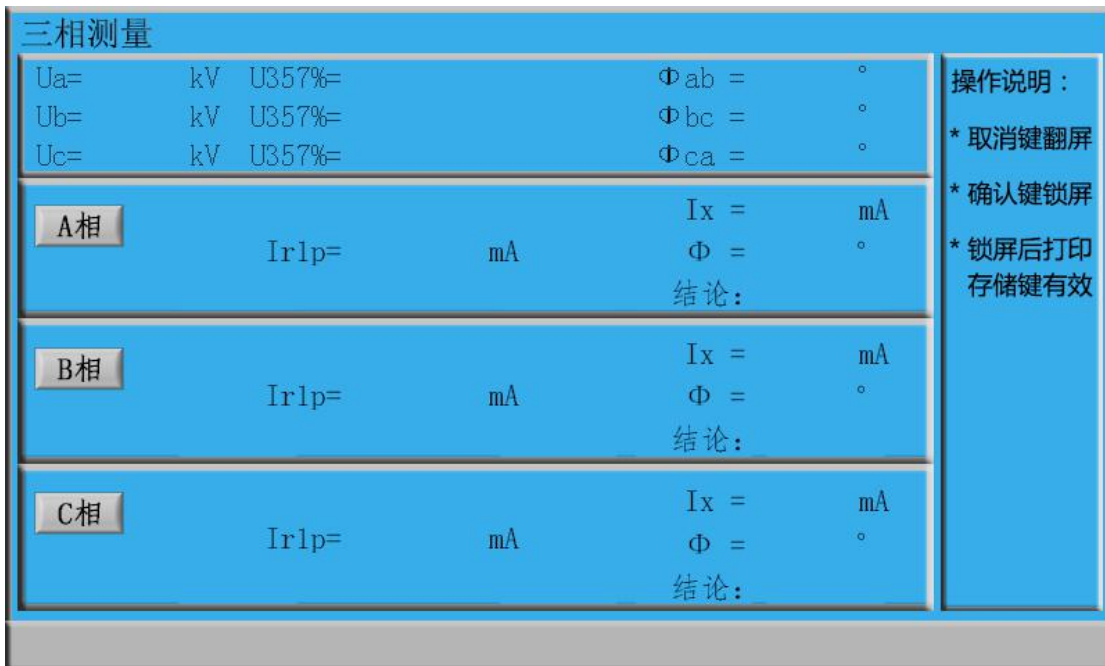 三相测量
Ua= kV U357%= Φab = °
Ub= kV U357%= Φbc = °
Uc= kV U357%= Φca = °
A相
Ix = mA
Ir1p= mA Φ = °
结论:
B相
Ix = mA
Ir1p= mA Φ = °
结论:
C相
Ix = mA
Ir1p= mA Φ = °
结论:
操作说明：
* 取消键翻屏
* 确认键锁屏
* 锁屏后打印
存储键有效